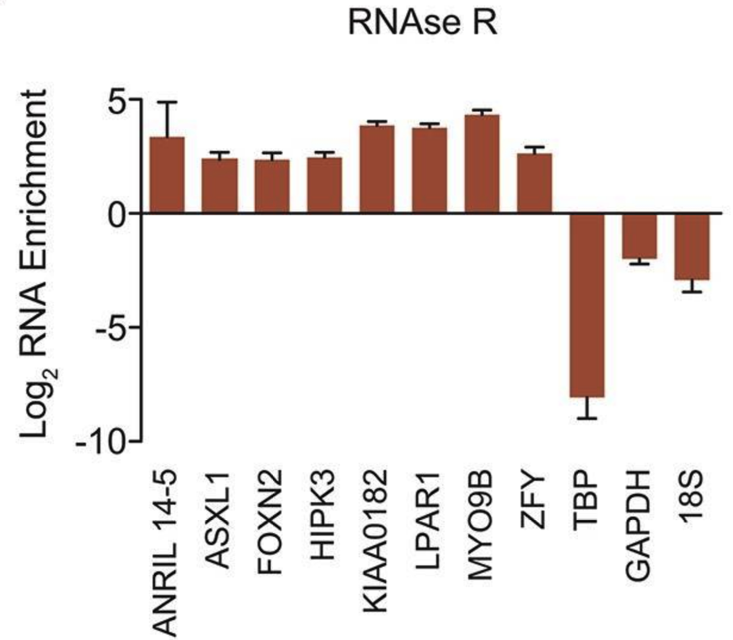 RNAse R
Log2 RNA Enrichment
5
0
-5
-10
ANRIL 14-5
ASXL1
FOXN2
HIPK3
KIAA0182
LPAR1
MYO9B
ZFY
TBP
GAPDH
18S